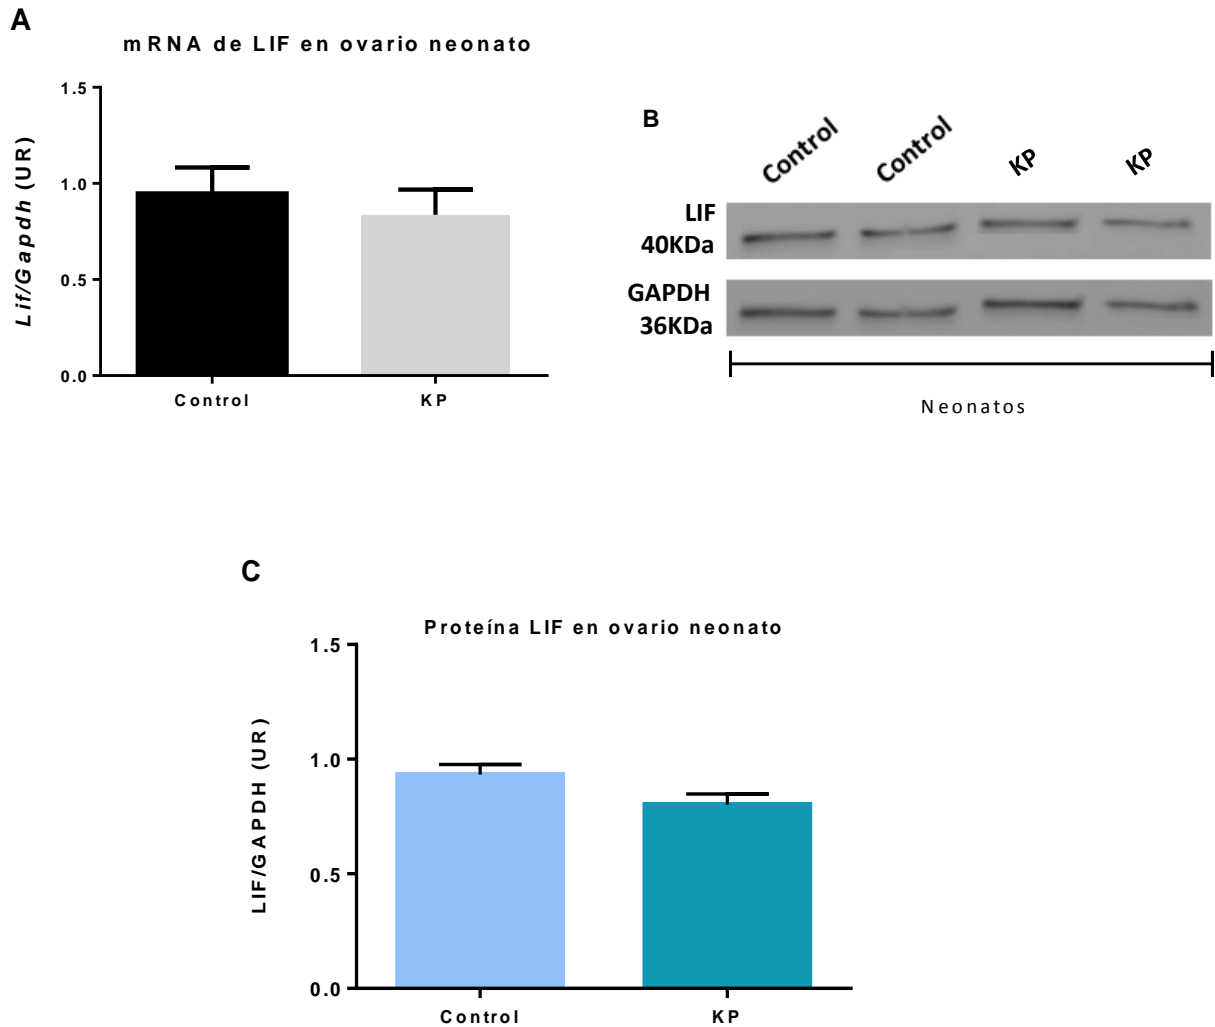 A
mRNA de LIF en ovario neonato
1.5
1.0
0.5
0.0
Lif/Gapdh (UR)
Control
KP
B
Control
Control
KP
KP
LIF
40KDa
GAPDH
36KDa
Neonatos
C
Proteína LIF en ovario neonato
1.5
1.0
0.5
0.0
LIF/GAPDH (UR)
Control
KP